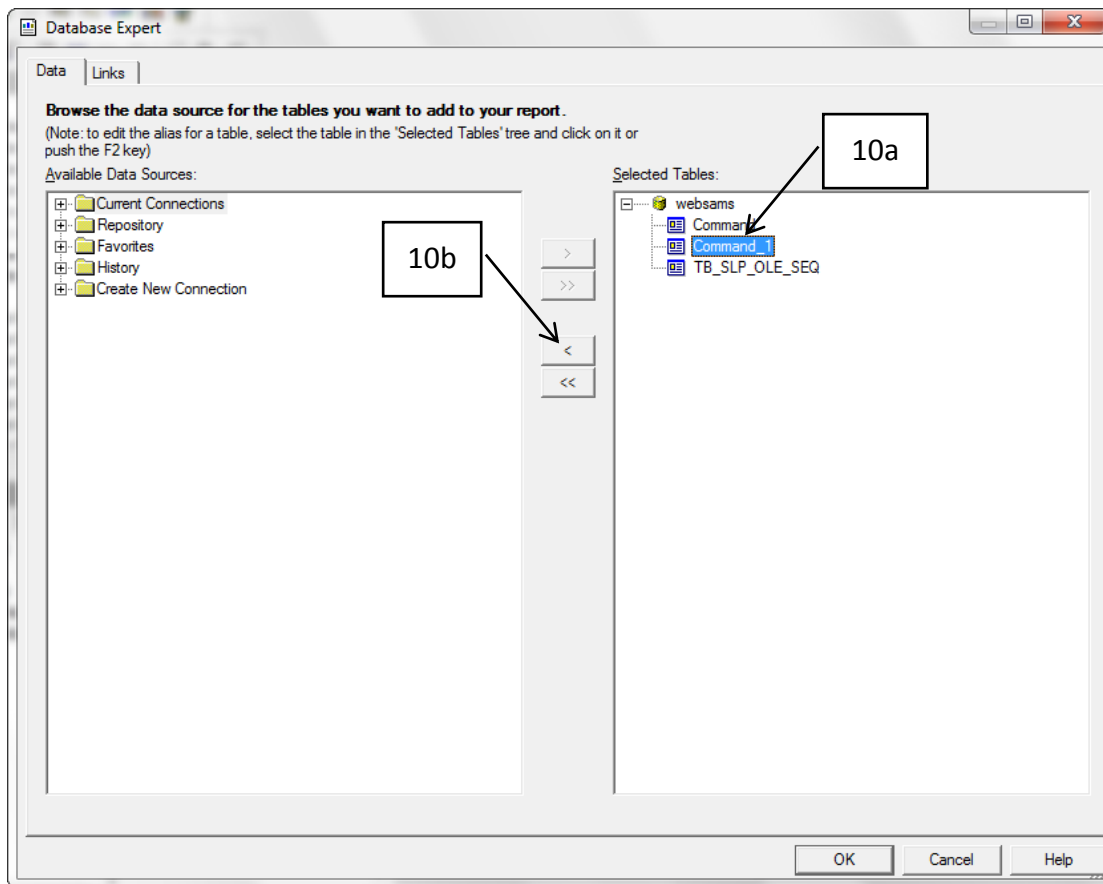 Database Expert
Data
Links
Browse the data source for the tables you want to add to your report.
(Note: to edit the alias for a table, select the table in the 'Selected Tables' tree and click on it or
push the F2 key)
10a
Available Data Sources:
Selected Tables:
Current Connections
Repository
Favorites
History
Create New Connection
10b
>
>>
<
<<
websams
Command
Command_1
TB_SLP_OLE_SEQ
OK
Cancel
Help